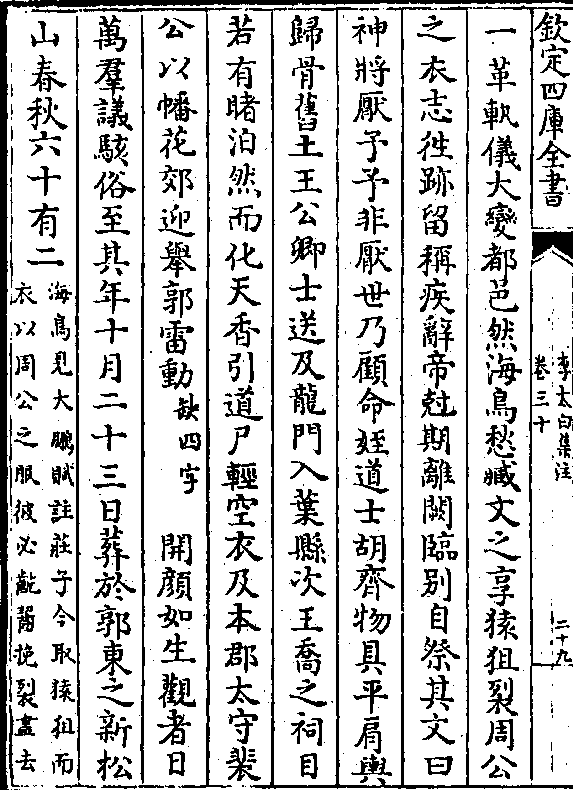 欽定四庫全書
李太白集注
卷三十
二十九
一革軌儀大變都邑然海鳥愁臧文之享猿狙裂周公
之衣志往跡留稱疾辭帝尅期離闕臨别自祭其文曰
神將厭予予非厭世乃顧命姪道士胡齊物具平肩輿
歸骨舊土王公卿士送及龍門入葉縣次王喬之祠目
若有睹泊然而化天香引道尸輕空衣及本郡太守裴
公以幡花郊迎舉郭雷動缺四字開顔如生觀者日
萬羣議駭俗至其年十月二十三日葬於郭東之新松
山春秋六十有二
海鳥見大鵬賦註莊子今取猿狙而
衣以周公之服彼必齕齧挽裂盡去